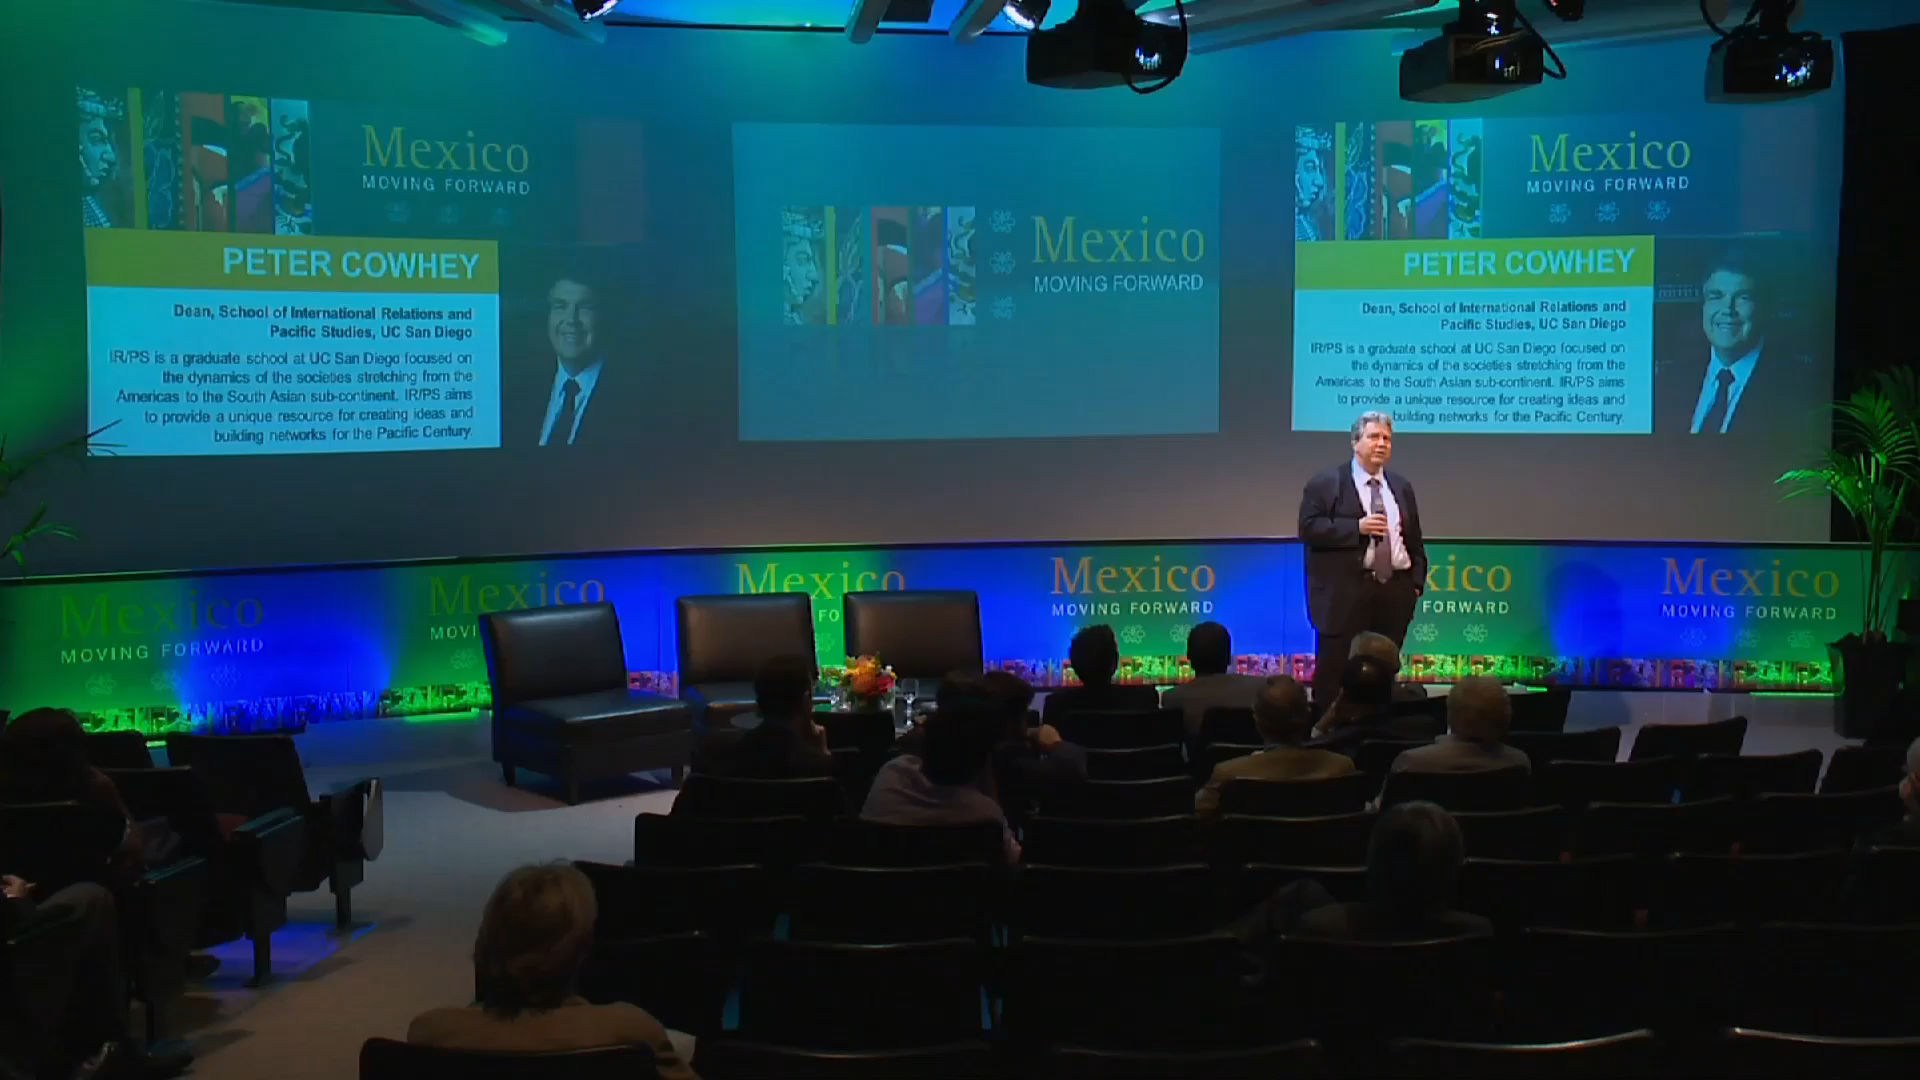 Mexico
MOVING FORWARD
PETER COWHEY
Dean, School of International Relations and
Pacific Studies, UC San Diego
IR/PS is a graduate school at UC San Diego focused on
the dynamics of the societies stretching from the
Americas to the South Asian sub-continent. IR/PS aims
to provide a unique resource for creating ideas and
building networks for the Pacific Century.
Mexico
MOVING FORWARD
Mexico
MOVING FORWARD
PETER COWHEY
Dean, School of International Relations and
Pacific Studies, UC San Diego
IR/PS is a graduate school at UC San Diego focused on
the dynamics of the societies stretching from the
Americas to the South Asian sub-continent. IR/PS aims
to provide a unique resource for creating ideas and
building networks for the Pacific Century.
Mexico
MOVING FORWARD
Mexico
MOVI
Mexico
FO
Mexico
MOVING FORWARD
xico
FORWARD
Mexico
MOVING FORWARD